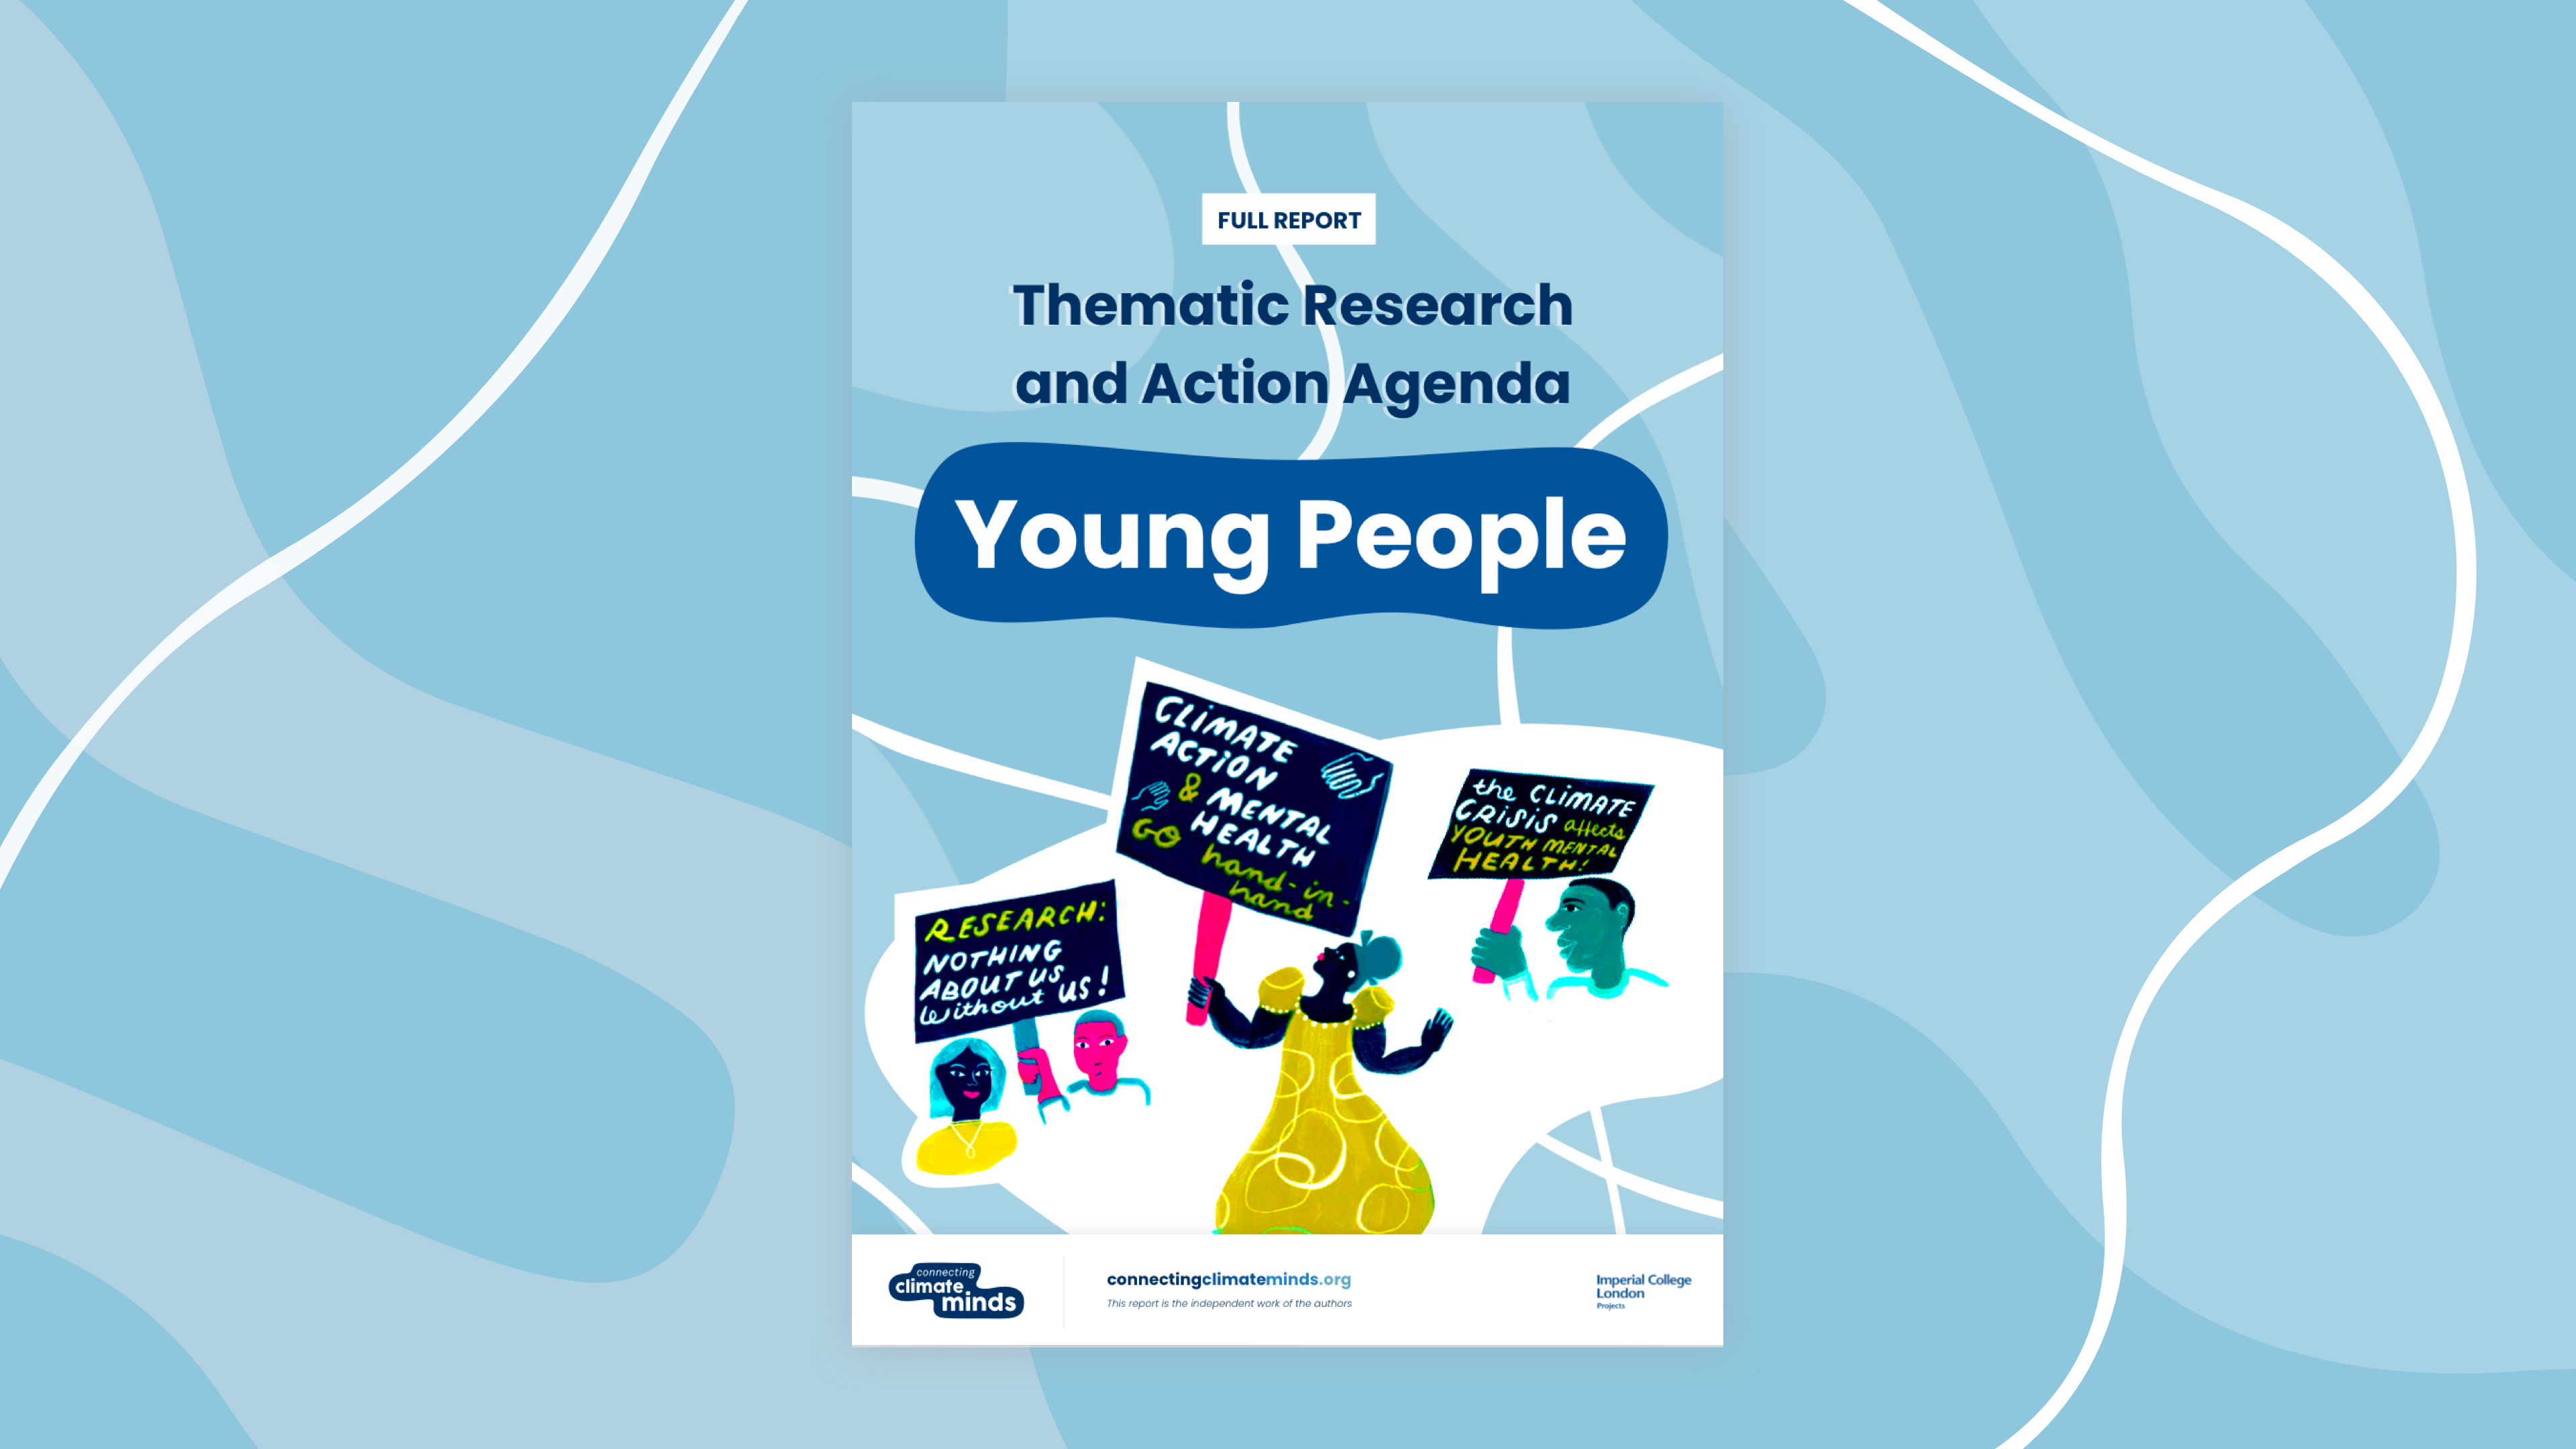 FULL REPORT
Thematic Research
and Action Agenda
Young People
CLIMATE
ACTION
& MENTAL
HEALTH
GO hand-in-
hand
the CLIMATE
CRISIS affects
YOUTH MENTAL
HEALTH!
RESEARCH:
NOTHING
ABOUT US
without US!
connecting
climate
minds
connectingclimateminds.org
This report is the independent work of the authors
Imperial College
London
Projects